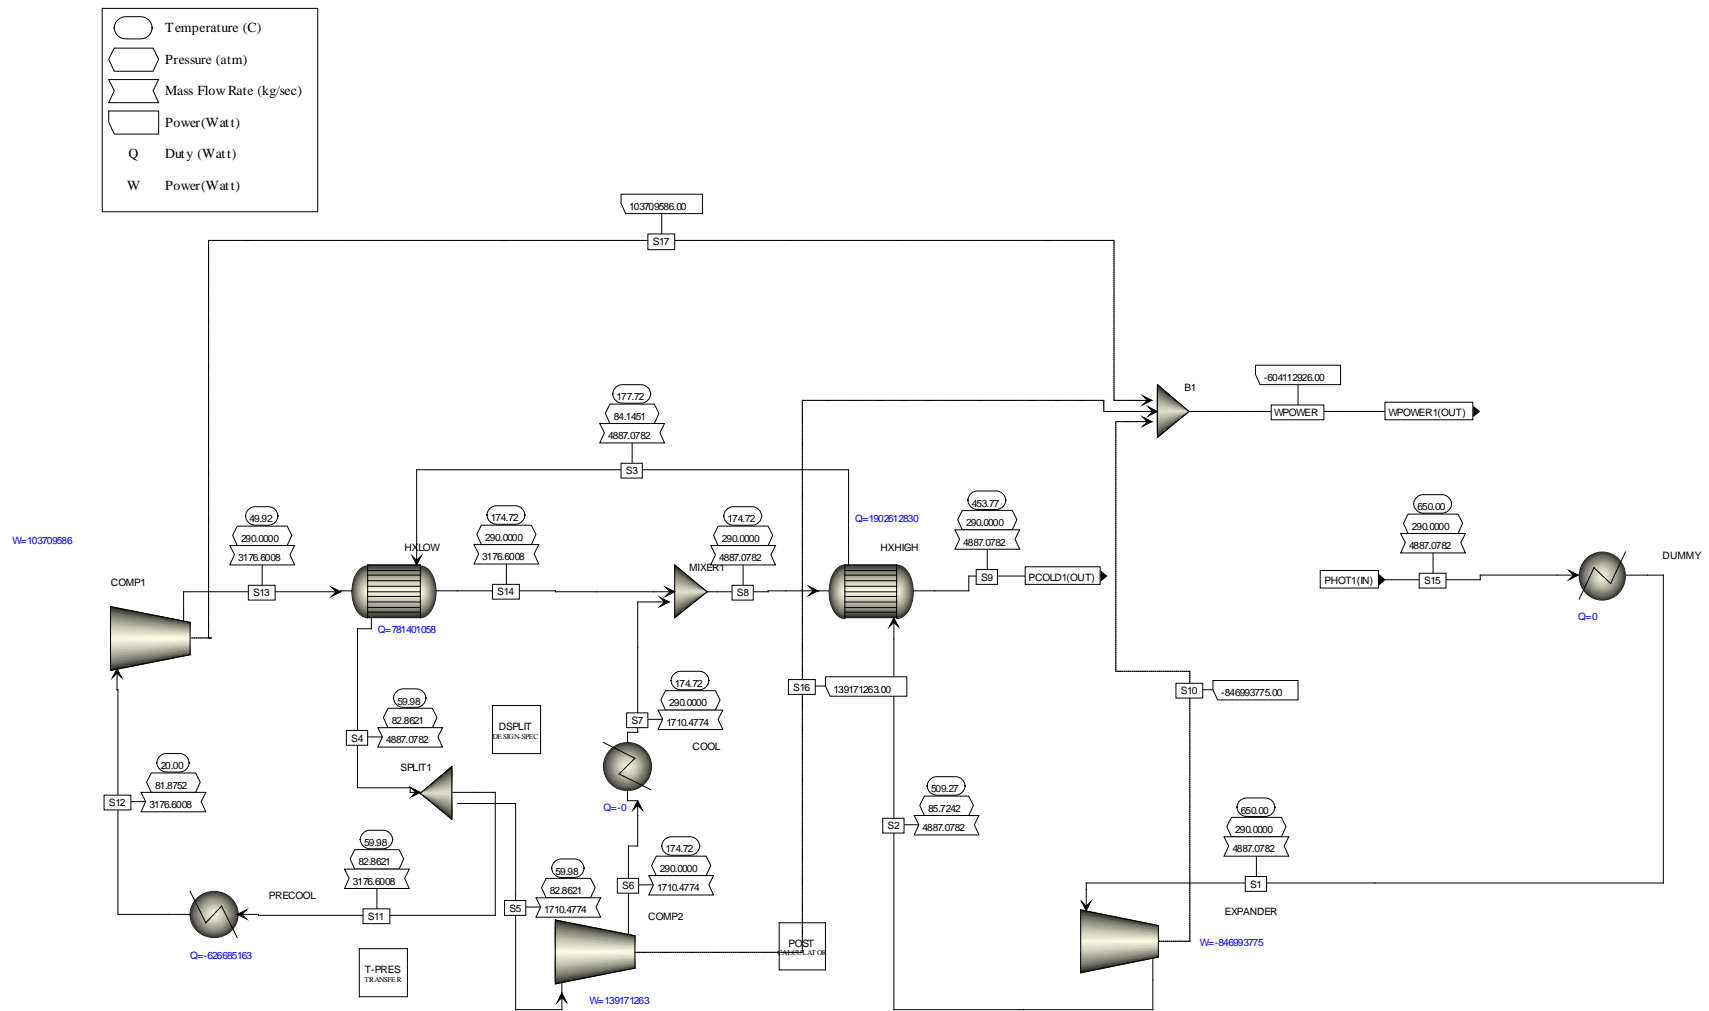 Temperature (C)
Pressure (atm)
Mass Flow Rate (kg/sec)
Power(Watt)
Q Duty (Watt)
W Power(Watt)
103709586.00
S17
B1
-604112926.00
WPOWER
WPOWER1(OUT)
177.72
84.1451
4887.0782
S3
49.92
290.0000
3176.6008
S13
174.72
290.0000
3176.6008
S14
174.72
290.0000
4887.0782
S8
453.77
290.0000
4887.0782
S9
PCOLD1(OUT)
650.00
290.0000
4887.0782
S15
PHOT1(IN)
W=103709586
COMP1
HXLOW
Q=781401058
MIXER1
Q=1902612830
HXHIGH
DUMMY
Q=0
59.98
82.8621
4887.0782
S4
DSPLIT
DESIGN-SPEC
174.72
290.0000
1710.4774
S7
COOL
Q=-0
S16
139171263.00
S10
-846993775.00
20.00
81.8752
3176.6008
S12
SPLIT1
509.27
85.7242
4887.0782
S2
650.00
290.0000
4887.0782
S1
59.98
82.8621
3176.6008
S11
PRECOOL
Q=-626685163
59.98
82.8621
1710.4774
S5
174.72
290.0000
1710.4774
S6
COMP2
W=139171263
T-PRES
TRANSFER
POST
CALCULATOR
EXPANDER
W=-846993775